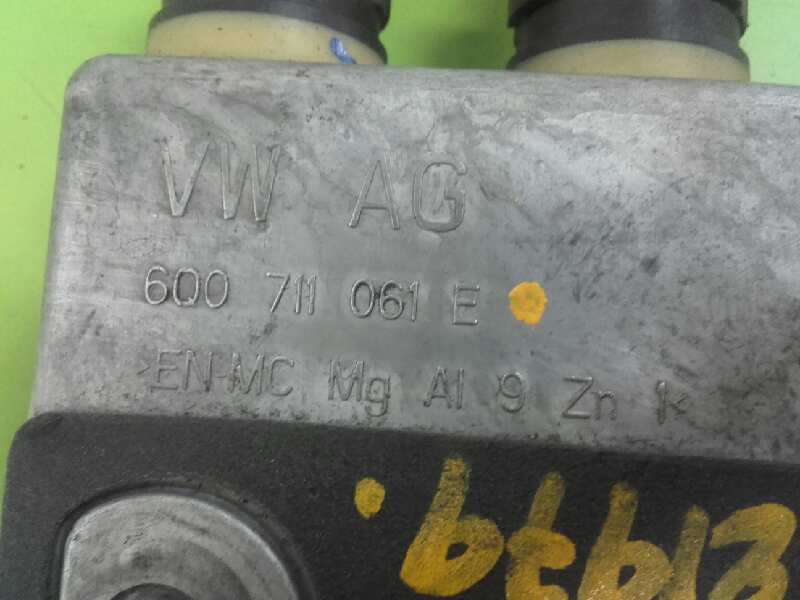 VW AG
6Q0 711 061 E
>EN-MC Mg Al 9 Zn 1<